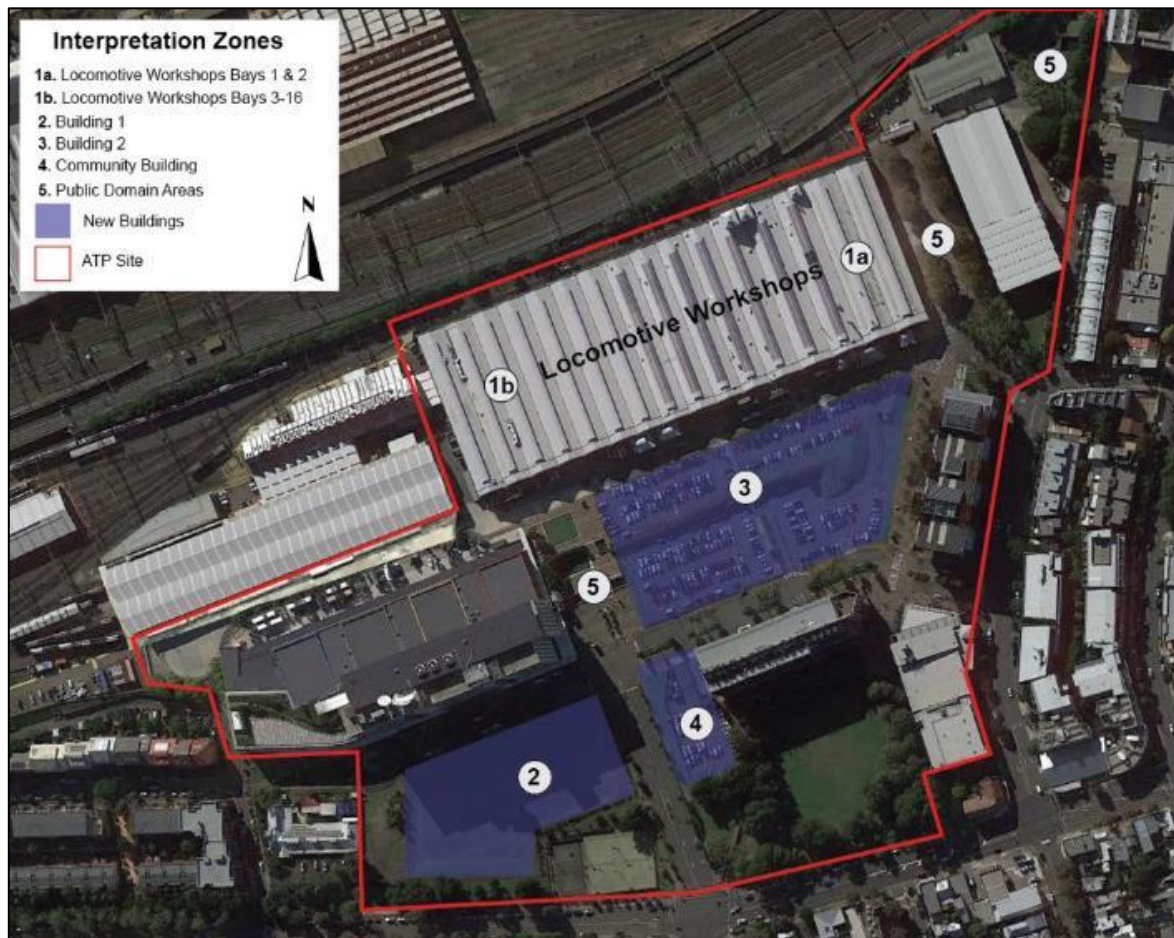 Interpretation Zones
1a. Locomotive Workshops Bays 1 & 2
1b. Locomotive Workshops Bays 3-16
2. Building 1
3. Building 2
4. Community Building
5. Public Domain Areas
New Buildings
ATP Site
N
5
5
1a
Locomotive Workshops
1b
3
5
4
2